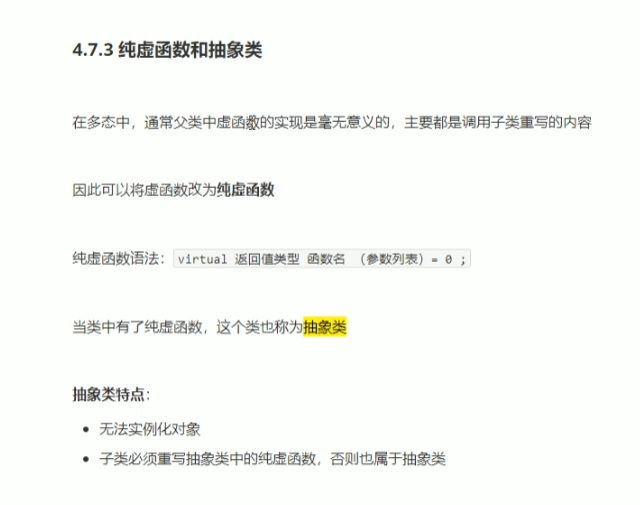 4.7.3 纯虚函数和抽象类
在多态中，通常父类中虚函数的实现是毫无意义的，主要都是调用子类重写的内容
因此可以将虚函数改为纯虚函数
纯虚函数语法：virtual 返回值类型 函数名 （参数列表）= 0 ;
当类中有了纯虚函数，这个类也称为抽象类
抽象类特点：
• 无法实例化对象
• 子类必须重写抽象类中的纯虚函数，否则也属于抽象类